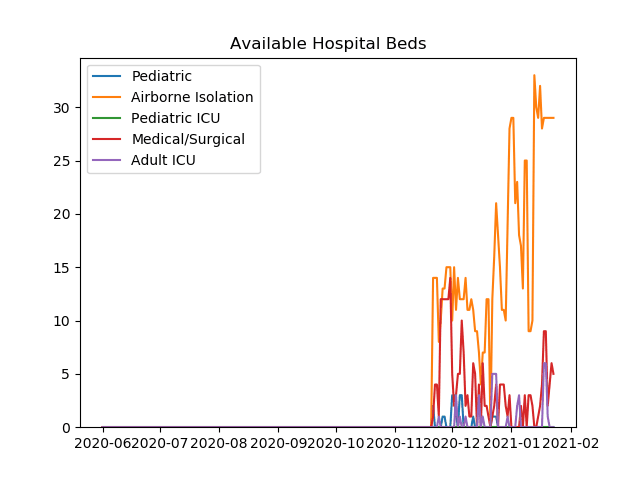 Available Hospital Beds
Pediatric
Airborne Isolation
Pediatric ICU
Medical/Surgical
Adult ICU
30
25
20
15
10
5
0
2020-06 2020-07 2020-08 2020-09 2020-10 2020-11 2020-12 2021-01 2021-02